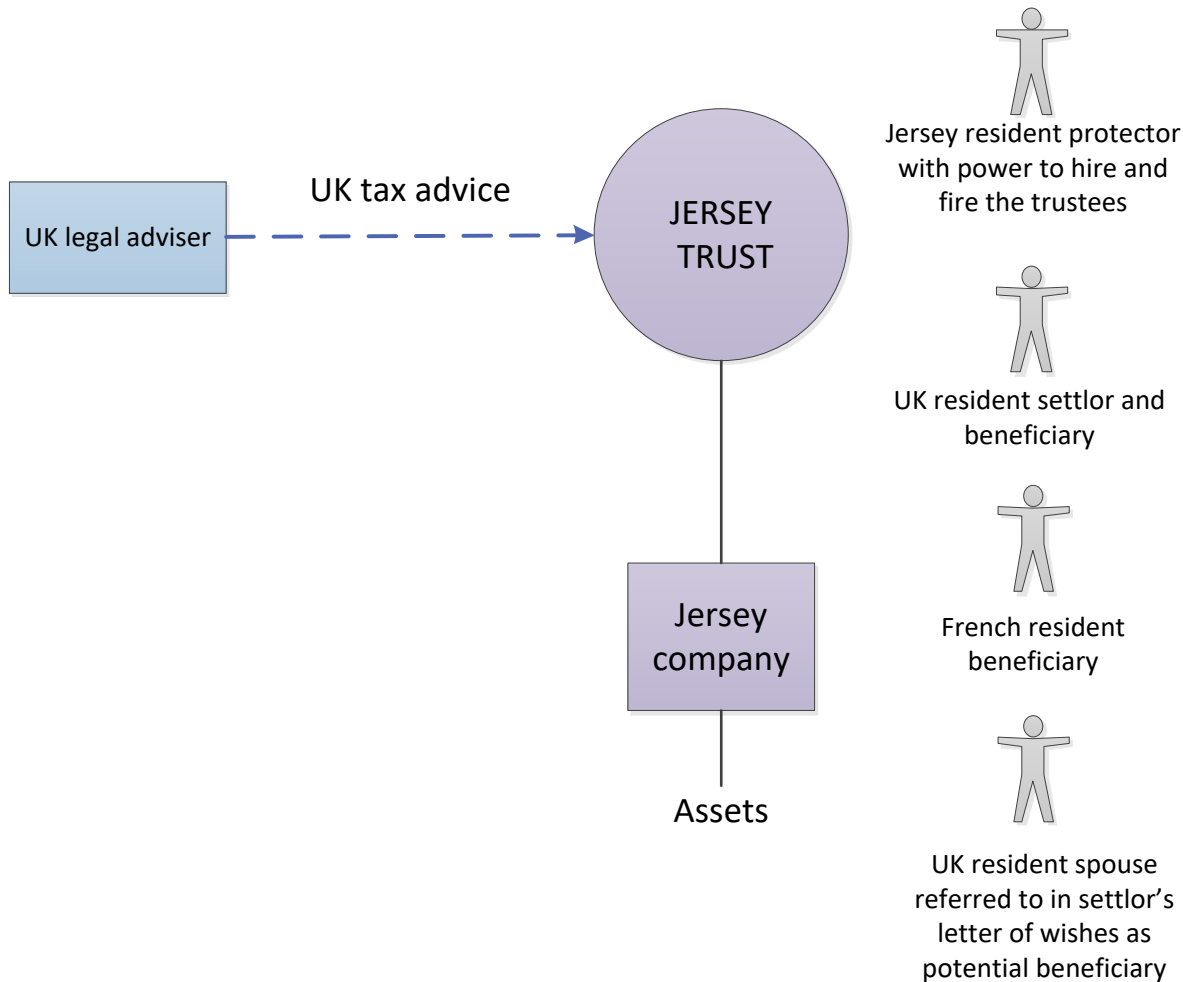 UK legal adviser
UK tax advice
JERSEY
TRUST
Jersey
company
Assets
Jersey resident protector
with power to hire and
fire the trustees
UK resident settlor and
beneficiary
French resident
beneficiary
UK resident spouse
referred to in settlor’s
letter of wishes as
potential beneficiary